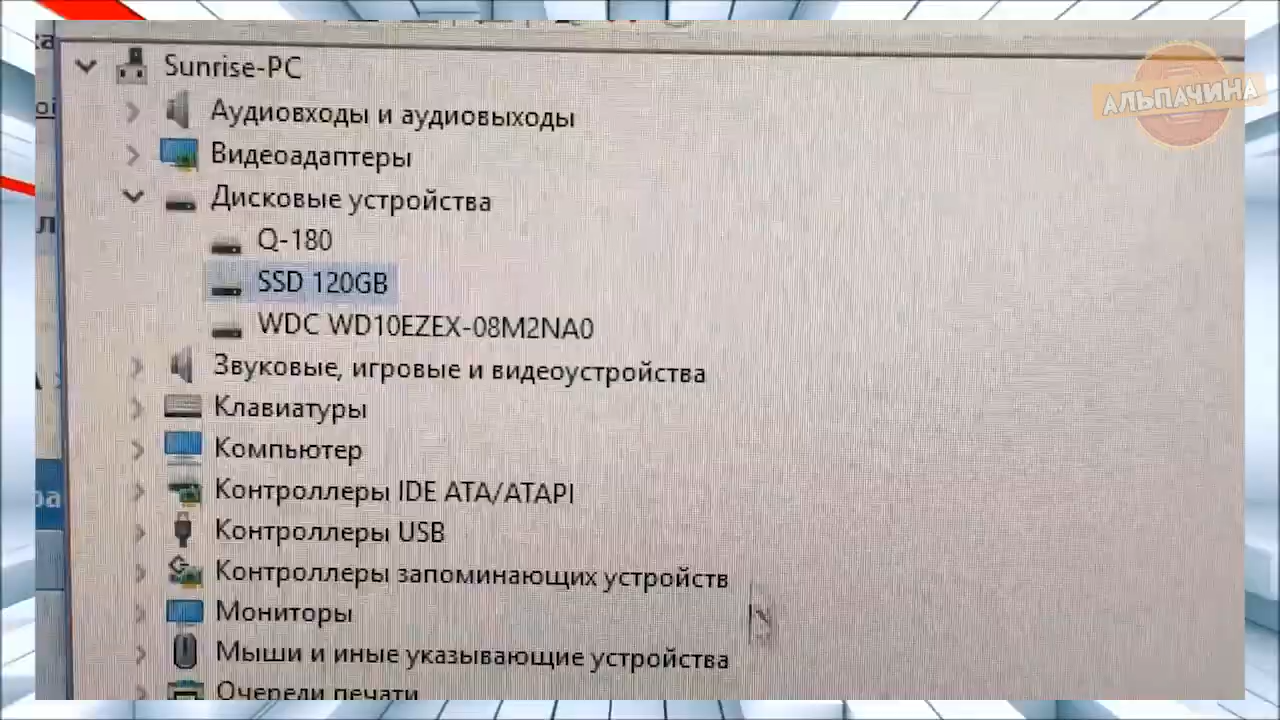 Sunrise-PC
АЛЬПАЧИНА
Аудиовходы и аудиовыходы
Видеоадаптеры
Дисковые устройства
Q-180
SSD 120GB
WDC WD10EZEX-08M2NA0
Звуковые, игровые и видеоустройства
Клавиатуры
Компьютер
Контроллеры IDE ATA/ATAPI
Контроллеры USB
Контроллеры запоминающих устройств
Мониторы
Мыши и иные указывающие устройства
Очереди печати